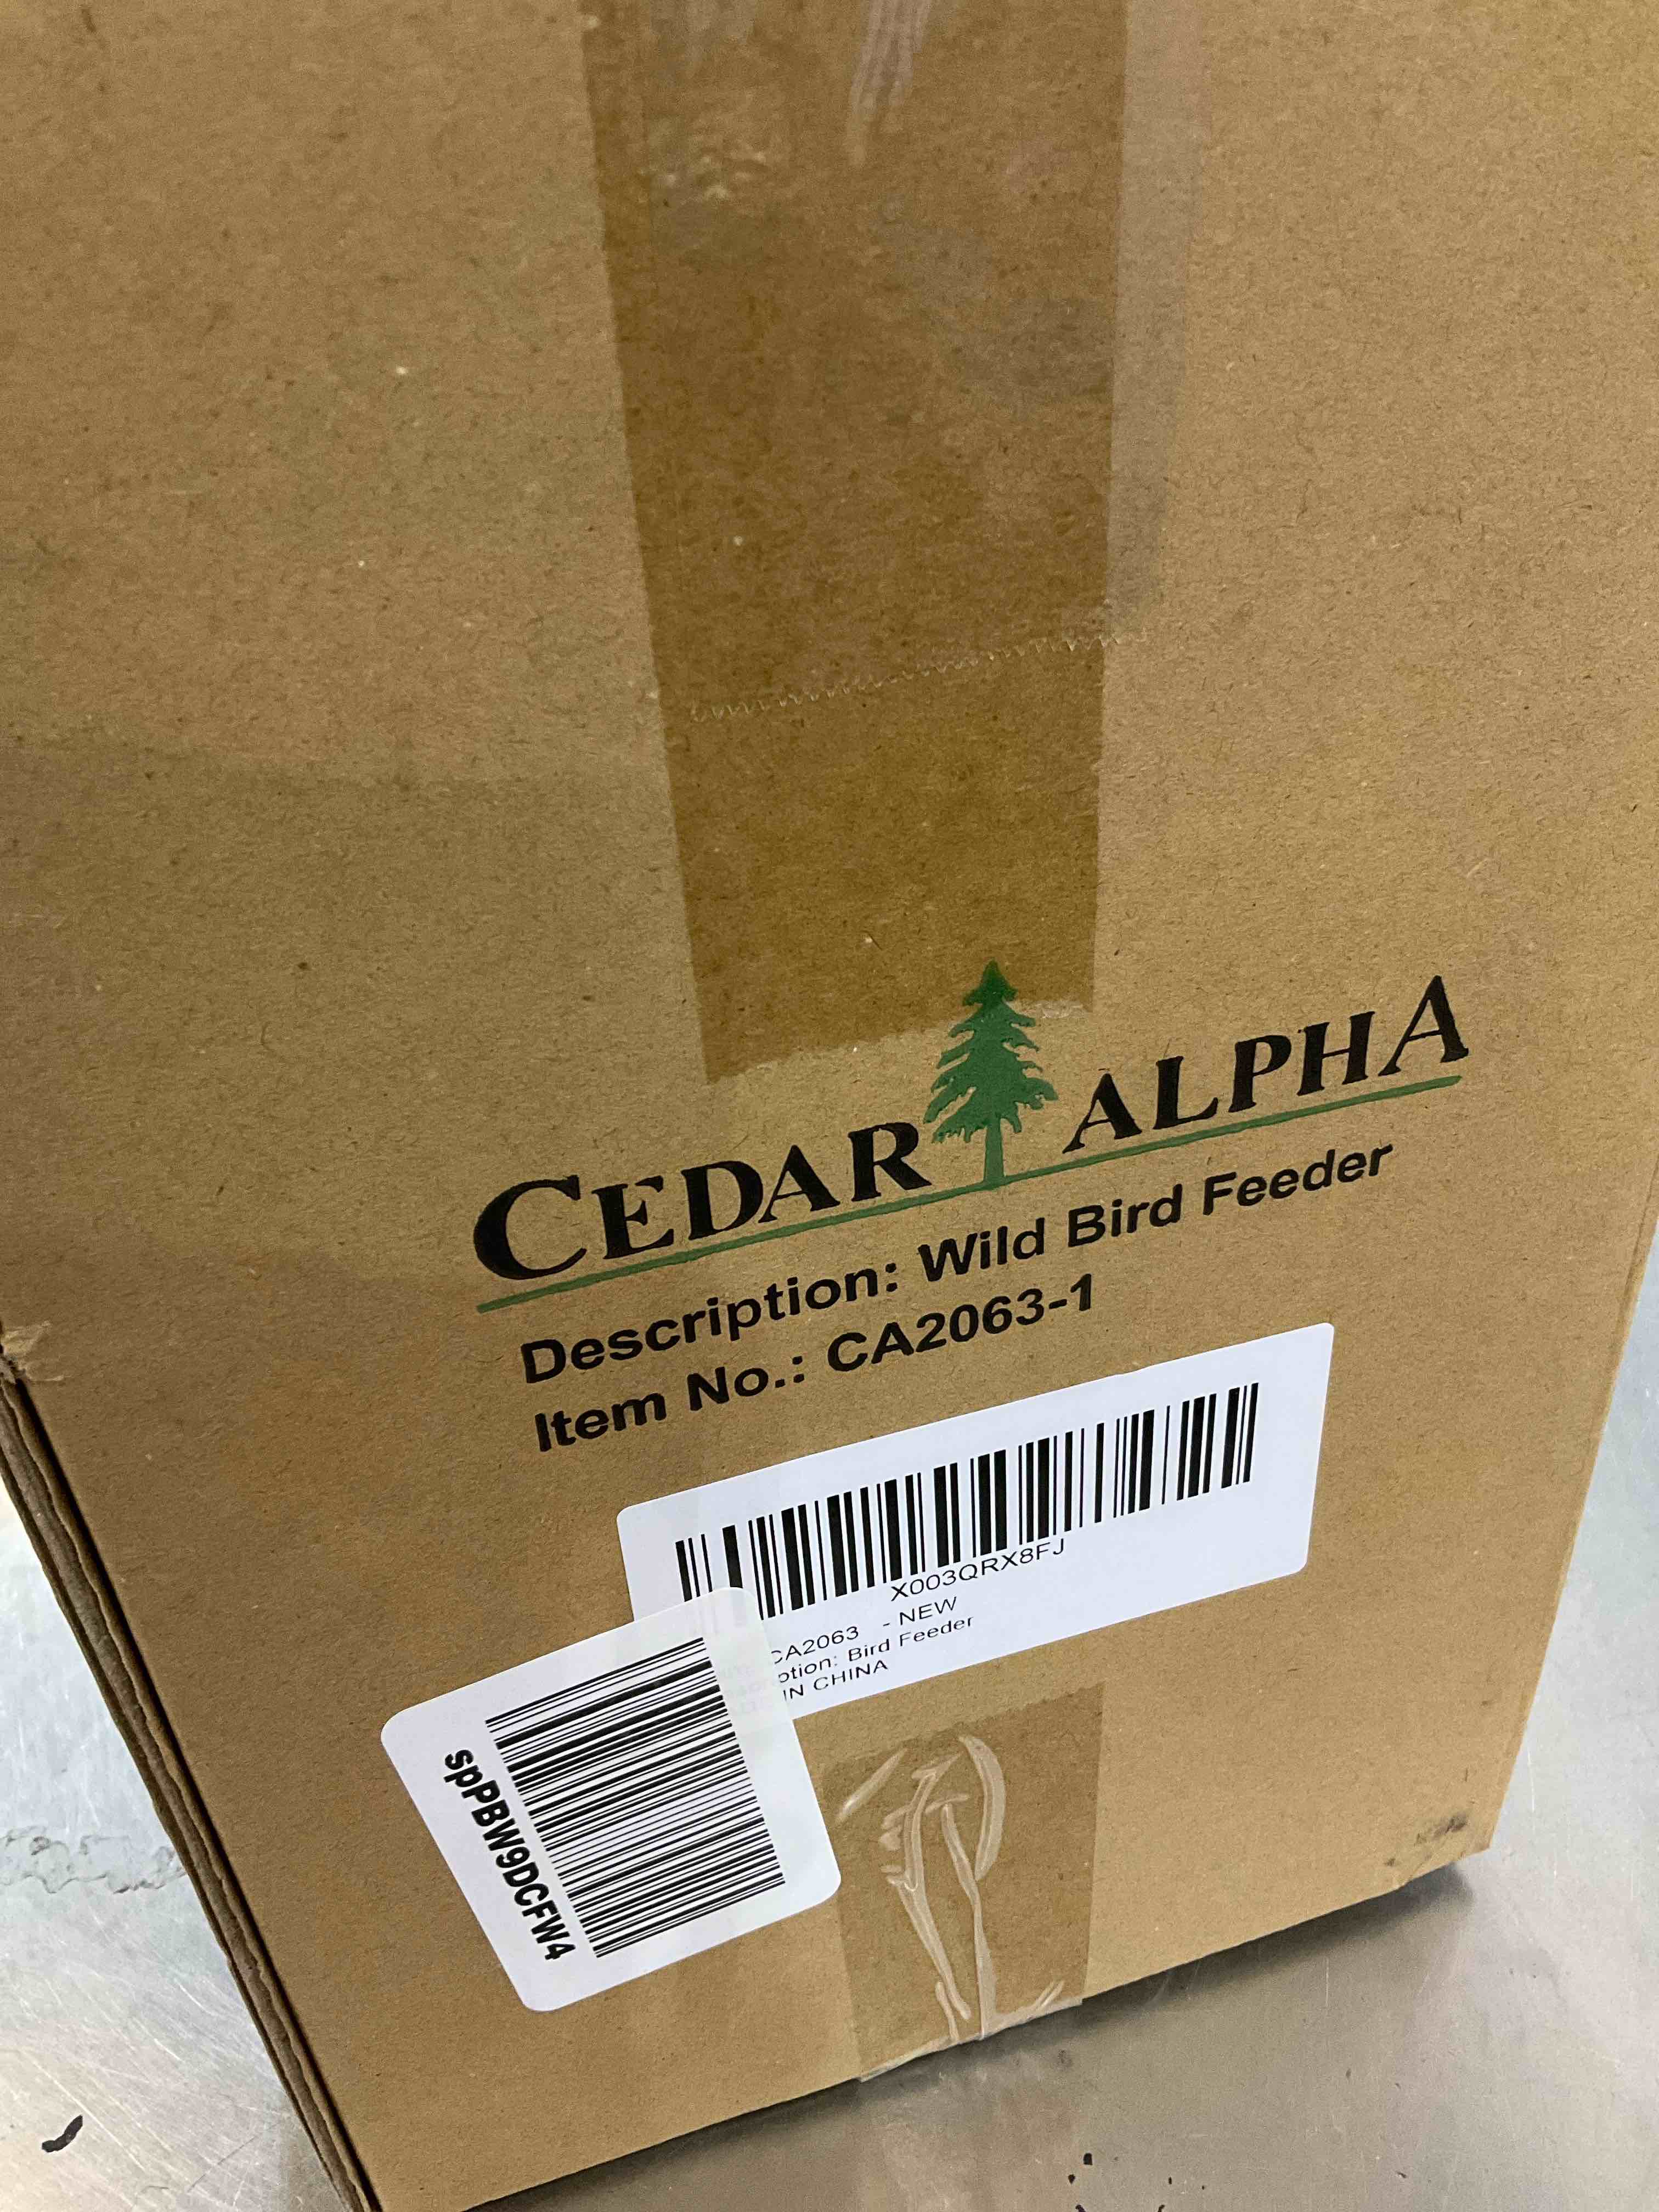 CEDAR ALPHA
Description: Wild Bird Feeder
Item No.: CA2063-1
X003QRX8FJ
CA2063 - NEW
Bird Feeder
IN CHINA
spPBW9DCFW4